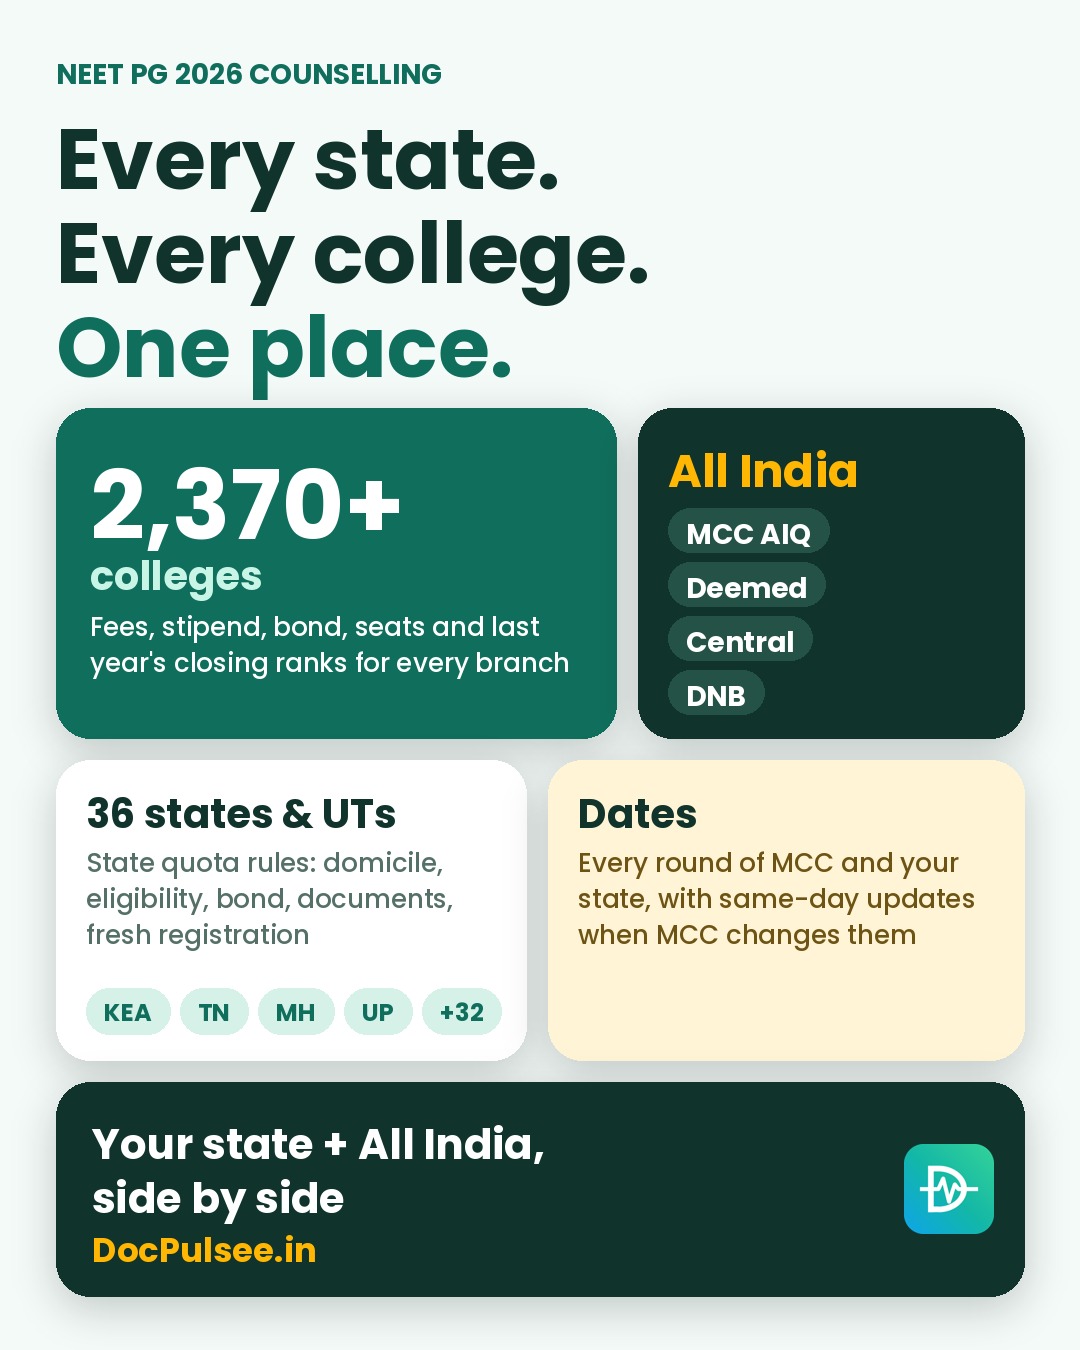 NEET PG 2026 COUNSELLING
Every state.
Every college.
One place.
2,370+
colleges
Fees, stipend, bond, seats and last
year's closing ranks for every branch
All India
MCC AIQ
Deemed
Central
DNB
36 states & UTs
State quota rules: domicile,
eligibility, bond, documents,
fresh registration
KEA TN MH UP +32
Dates
Every round of MCC and your
state, with same-day updates
when MCC changes them
Your state + All India,
side by side
DocPulsee.in
D